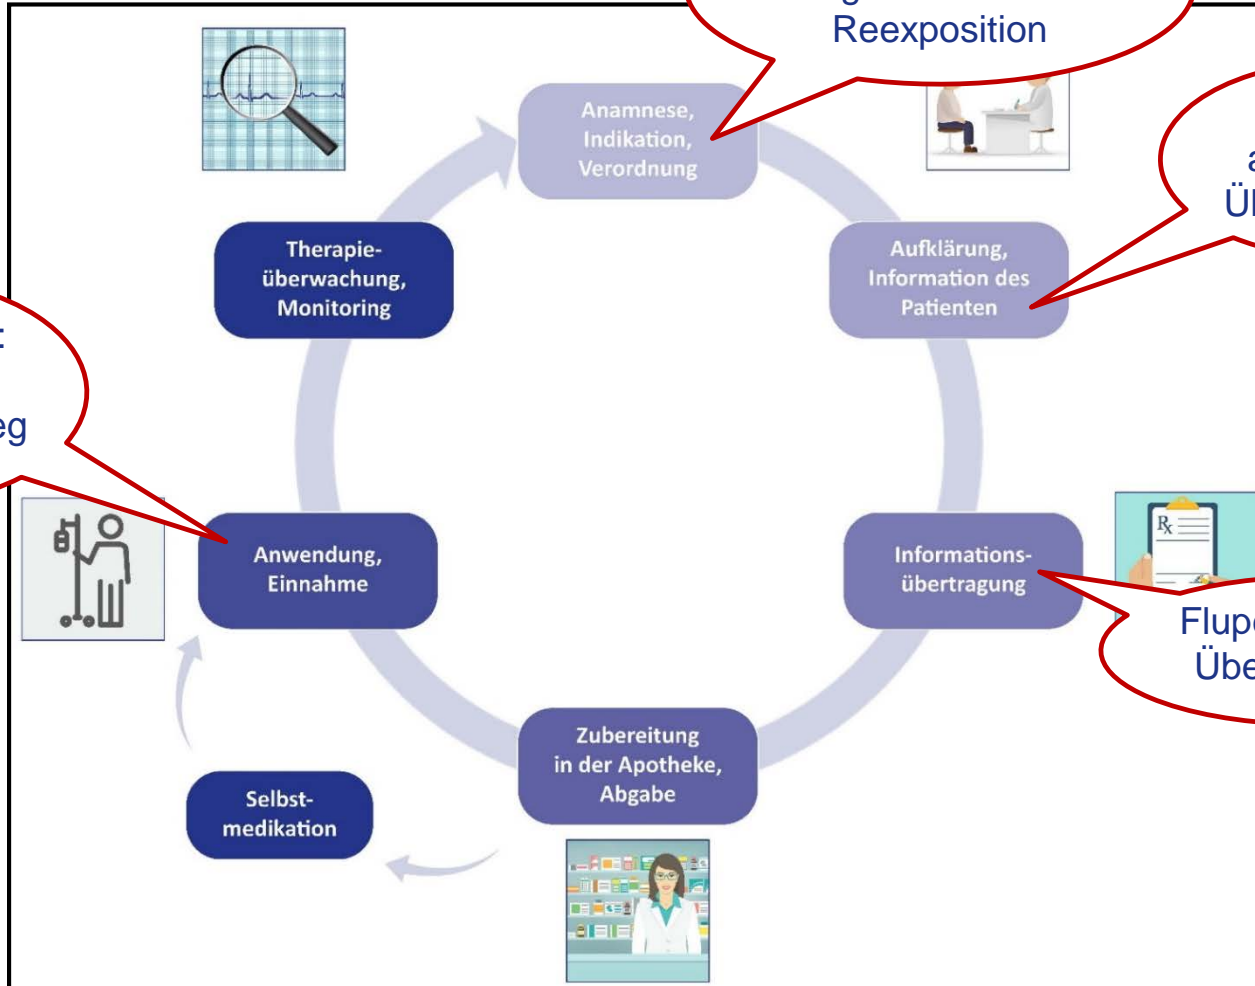 Reexposition
Anamnese,
Indikation,
Verordnung
Therapie-
überwachung,
Monitoring
Aufklärung,
Information des
Patienten
Anwendung,
Einnahme
Informations-
übertragung
Rx
Zubereitung
in der Apotheke,
Abgabe
Selbst-
medikation